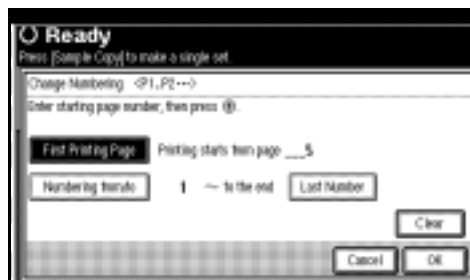 Ready
Press [Sample Copy] to make a single set.
Change Numbering <P1,P2···>
Enter starting page number, then press
First Printing Page Printing starts from page ___5
Numbering from/to 1 ~ to the end Last Number
Clear
Cancel OK